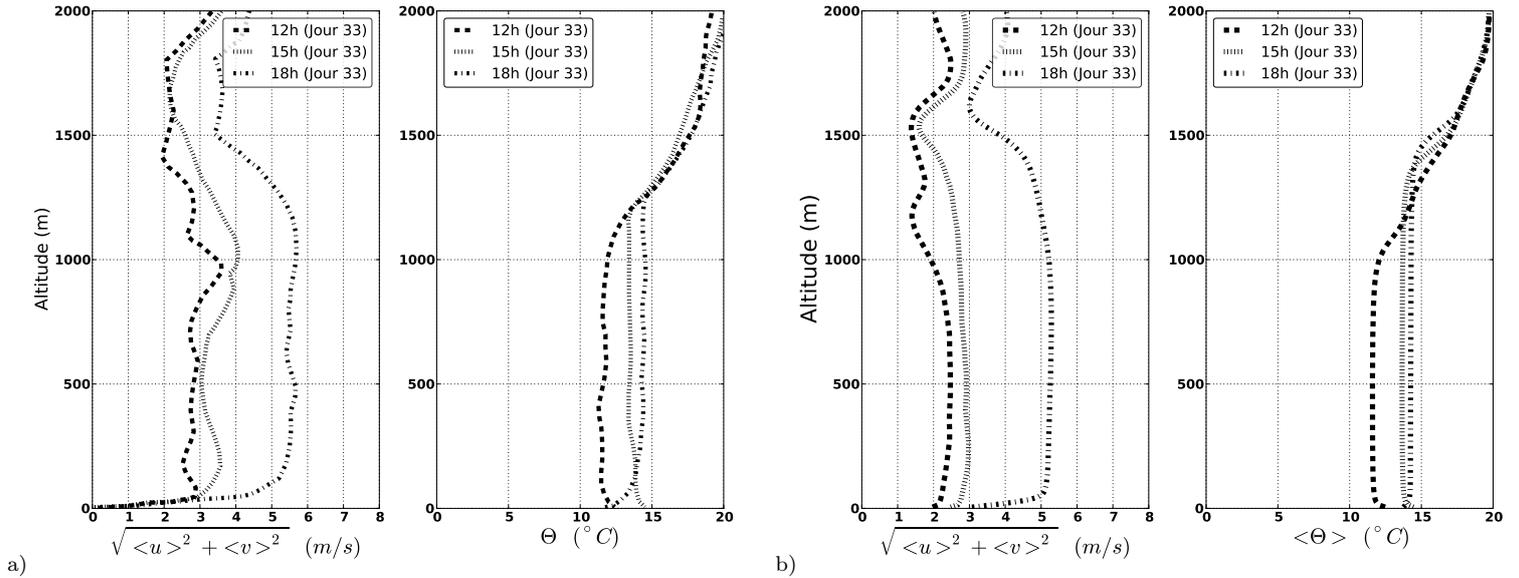 2000
1500
1000
500
0
Altitude (m)
12h (Jour 33)
15h (Jour 33)
18h (Jour 33)
0 1 2 3 4 5 6 7 8
√<u>² + <v>² (m/s)
2000
1500
1000
500
0
12h (Jour 33)
15h (Jour 33)
18h (Jour 33)
0 5 10 15 20
Θ (°C)
a)
2000
1500
1000
500
0
Altitude (m)
12h (Jour 33)
15h (Jour 33)
18h (Jour 33)
0 1 2 3 4 5 6 7 8
√<u>² + <v>² (m/s)
2000
1500
1000
500
0
12h (Jour 33)
15h (Jour 33)
18h (Jour 33)
0 5 10 15 20
<Θ> (°C)
b)